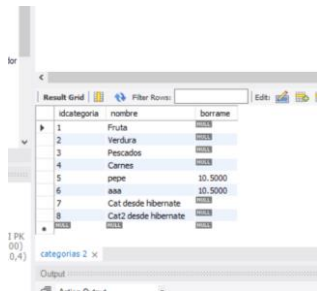 dor
Result Grid Filter Rows: Edit:
idcategoria nombre borrame
1 Fruta NULL
2 Verdura NULL
3 Pescados NULL
4 Carnes NULL
5 pepe 10.5000
6 aaa 10.5000
7 Cat desde hibernate NULL
8 Cat2 desde hibernate NULL
NULL NULL NULL
I PK
00)
0,4)
categorias 2 x
Output